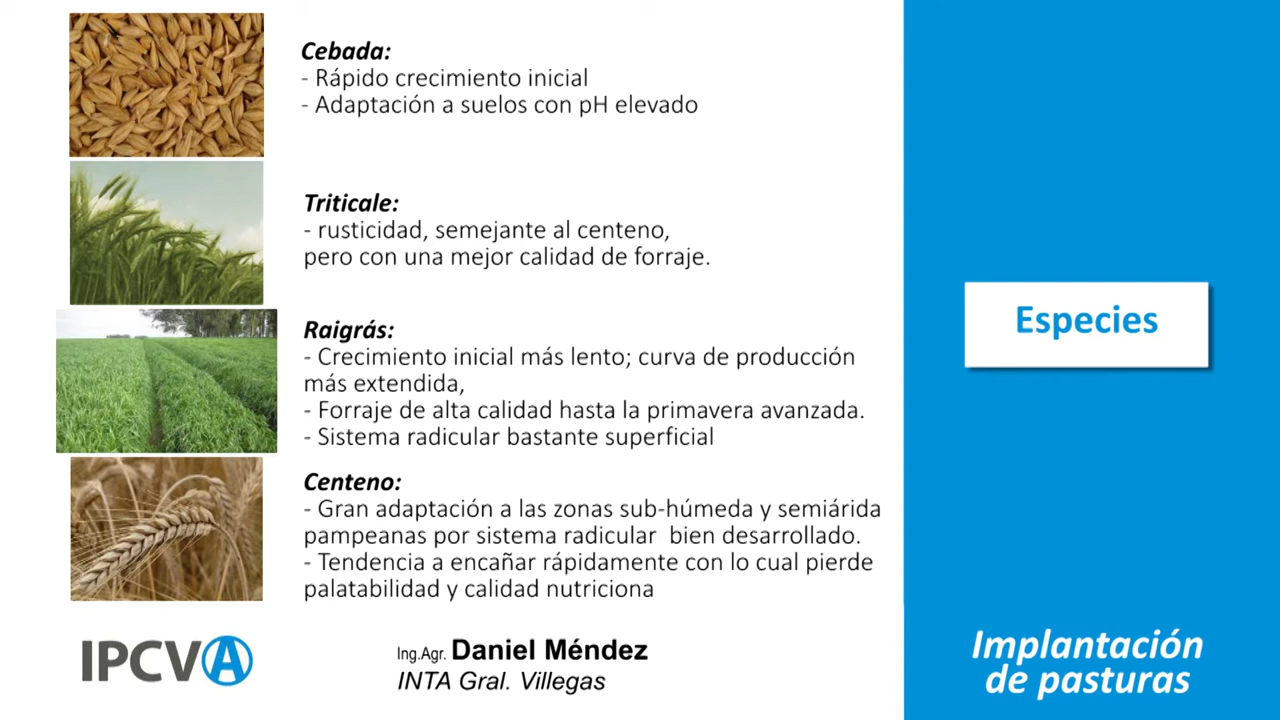 Cebada:
- Rápido crecimiento inicial
- Adaptación a suelos con pH elevado
Triticale:
- rusticidad, semejante al centeno,
pero con una mejor calidad de forraje.
Raigrás:
- Crecimiento inicial más lento; curva de producción
más extendida,
- Forraje de alta calidad hasta la primavera avanzada.
- Sistema radicular bastante superficial
Centeno:
- Gran adaptación a las zonas sub-húmeda y semiárida
pampeanas por sistema radicular bien desarrollado.
- Tendencia a encañar rápidamente con lo cual pierde
palatabilidad y calidad nutriciona
Especies
IPCVA
Ing.Agr. Daniel Méndez
INTA Gral. Villegas
Implantación
de pasturas